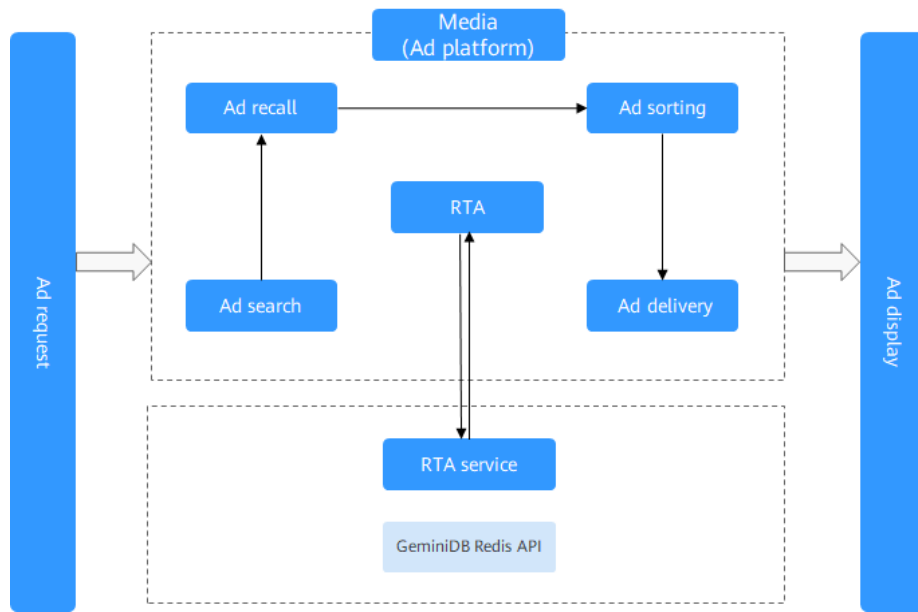 Media
(Ad platform)
Ad recall
Ad sorting
RTA
Ad request
Ad search
Ad delivery
Ad display
RTA service
GeminiDB Redis API